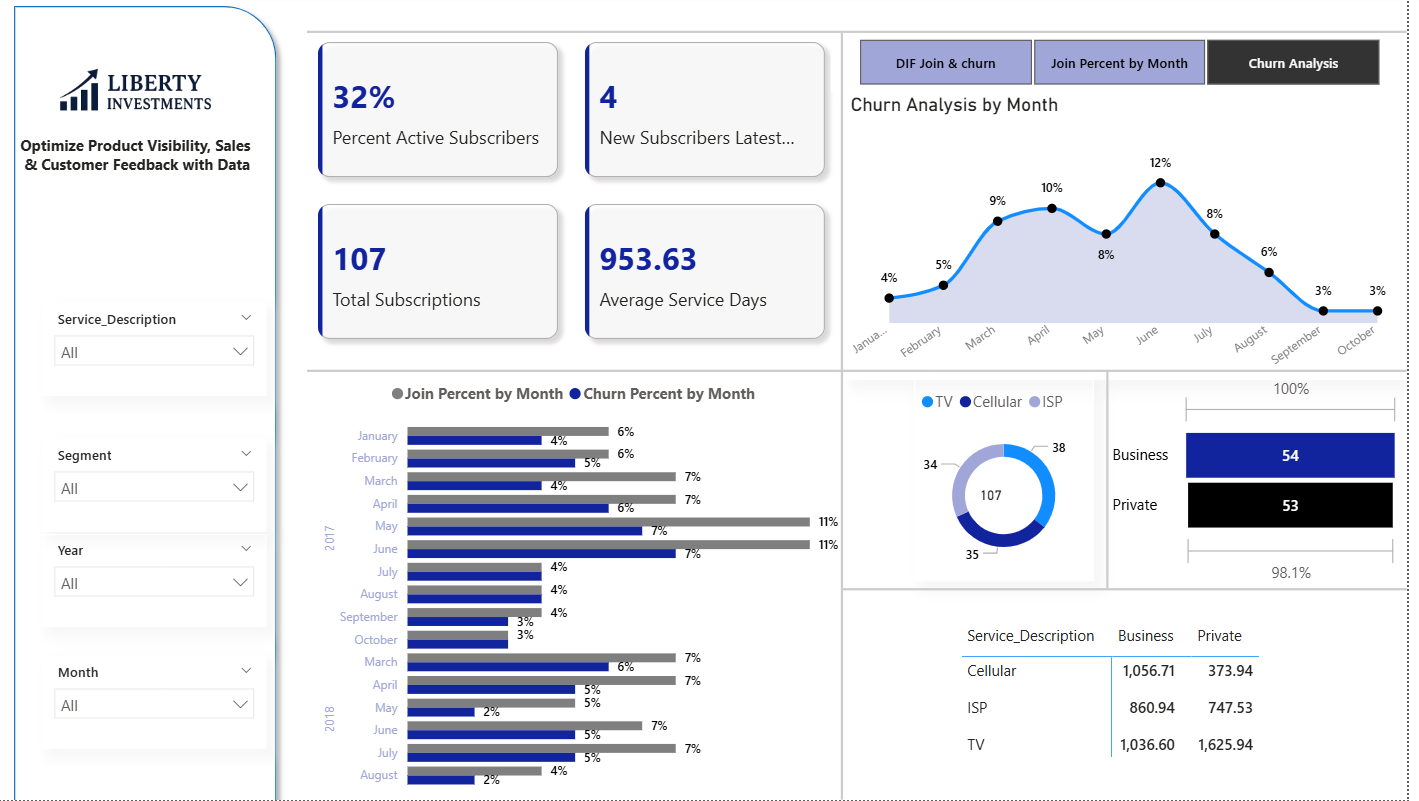 LIBERTY
INVESTMENTS
Optimize Product Visibility, Sales
& Customer Feedback with Data
Service_Description
All
Segment
All
Year
All
Month
All
32%
Percent Active Subscribers
4
New Subscribers Latest...
107
Total Subscriptions
953.63
Average Service Days
DIF Join & churn
Join Percent by Month
Churn Analysis
Churn Analysis by Month
4%
5%
9%
10%
8%
12%
8%
6%
3%
3%
Janua...
February
March
April
May
June
July
August
September
October
Join Percent by Month Churn Percent by Month
2017
January 6% 4%
February 6% 5%
March 7% 4%
April 7% 6%
May 11% 7%
June 11% 7%
July 4%
August 4%
September 4% 3%
October 3%
2018
March 7% 6%
April 7% 5%
May 5% 2%
June 7% 5%
July 7% 5%
August 4% 2%
TV Cellular ISP
38
34
107
35
100%
Business 54
Private 53
98.1%
Service_Description Business Private
Cellular 1,056.71 373.94
ISP 860.94 747.53
TV 1,036.60 1,625.94